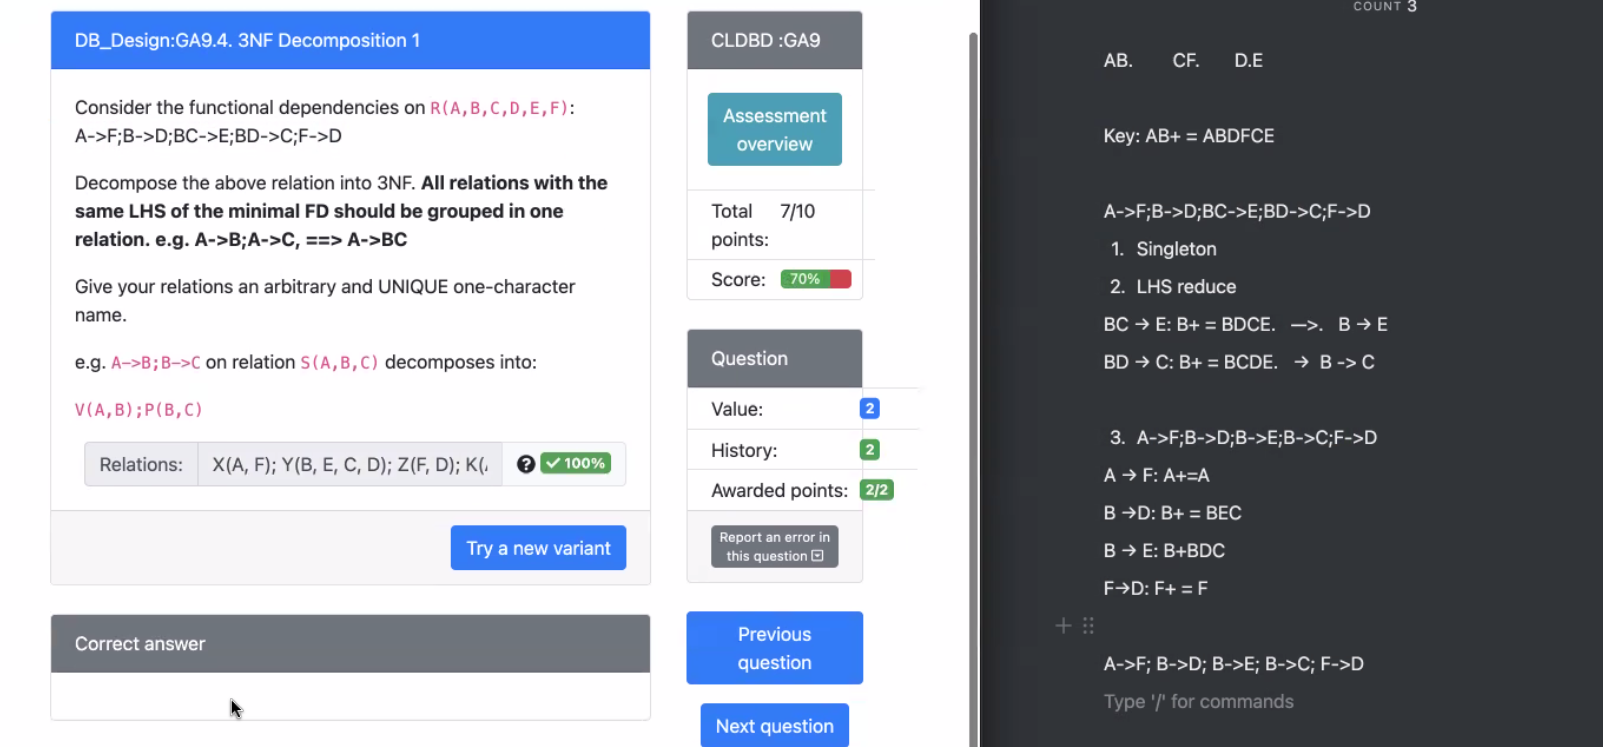 DB_Design:GA9.4. 3NF Decomposition 1
Consider the functional dependencies on R(A,B,C,D,E,F):
A->F;B->D;BC->E;BD->C;F->D
Decompose the above relation into 3NF. All relations with the
same LHS of the minimal FD should be grouped in one
relation. e.g. A->B;A->C, ==> A->BC
Give your relations an arbitrary and UNIQUE one-character
name.
e.g. A->B;B->C on relation S(A,B,C) decomposes into:
V(A,B);P(B,C)
Relations: X(A, F); Y(B, E, C, D); Z(F, D); K(
? ✓ 100%
Try a new variant
Correct answer
CLDBD :GA9
Assessment
overview
Total 7/10
points:
Score: 70%
Question
Value: 2
History: 2
Awarded points: 2/2
Report an error in
this question
Previous
question
Next question
COUNT 3
AB. CF. D.E
Key: AB+ = ABDFCE
A->F;B->D;BC->E;BD->C;F->D
1. Singleton
2. LHS reduce
BC → E: B+ = BDCE. —>. B → E
BD → C: B+ = BCDE. → B -> C
3. A->F;B->D;B->E;B->C;F->D
A → F: A+=A
B →D: B+ = BEC
B → E: B+BDC
F→D: F+ = F
A->F; B->D; B->E; B->C; F->D
Type '/' for commands